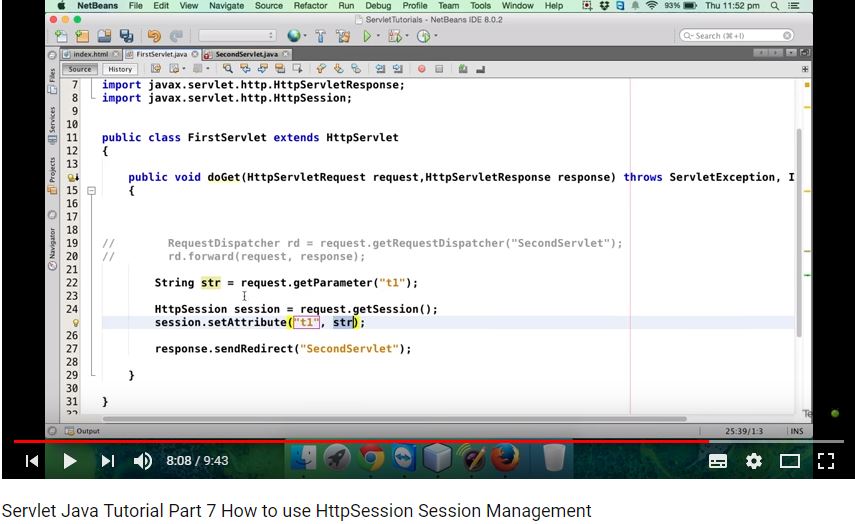 NetBeans File Edit View Navigate Source Refactor Run Debug Profile Team Tools Window Help 93% Thu 11:52 pm
ServletTutorials - NetBeans IDE 8.0.2
Search (⌘+I)
index.html FirstServlet.java SecondServlet.java
Source History
Files
Services
Projects
Navigator
7 import javax.servlet.http.HttpServletResponse;
8 import javax.servlet.http.HttpSession;
9
10
11 public class FirstServlet extends HttpServlet
12 {
13
public void doGet(HttpServletRequest request,HttpServletResponse response) throws ServletException, I
15 {
16
17
18
19 // RequestDispatcher rd = request.getRequestDispatcher("SecondServlet");
20 // rd.forward(request, response);
21
22 String str = request.getParameter("t1");
23
24 HttpSession session = request.getSession();
session.setAttribute("t1", str);
26
27 response.sendRedirect("SecondServlet");
28
29 }
30
31 }
32
Output
25:39/1:3 INS
8:08 / 9:43
Servlet Java Tutorial Part 7 How to use HttpSession Session Management